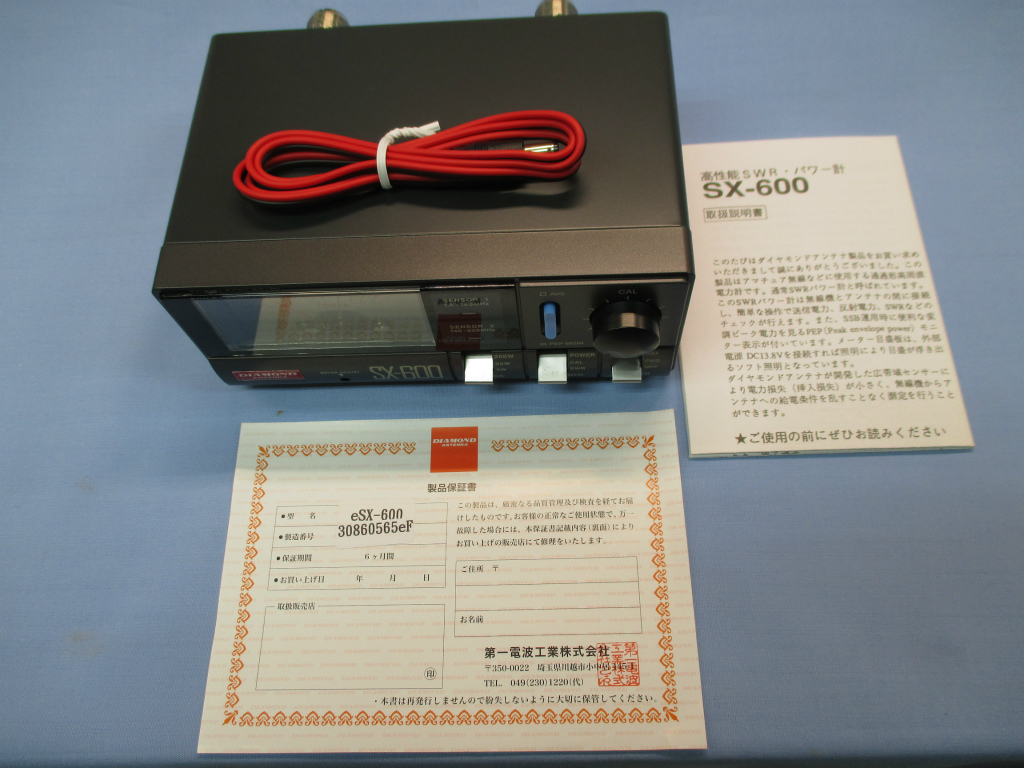 SENSOR 1
SENSOR 2
AVG
CAL
PEP MONI
200W
POWER
CAL
SWR
DIAMOND
ANTENNA
SX-600
高性能SWR・パワー計
SX-600
取扱説明書
このたびはダイヤモンドアンテナ製品をお買い求め
いただきまして誠にありがとうございました。この
製品はアマチュア無線などに使用する通過形高周波
電力計です。通常SWRパワー計と呼ばれています。
このSWRパワー計は無線機とアンテナの間に接続
し、簡単な操作で送信電力、反射電力、SWRなどの
チェックが行えます。また、SSB運用時に便利な変
調ピーク電力を見るPEP(Peak envelope power)モニ
ター表示が付いています。メーター目盛板は、外部
電源 DC13.8Vを接続すれば照明により目盛が浮き出
るソフト照明となっています。
ダイヤモンドアンテナが開発した広帯域センサーに
より電力損失（挿入損失）が小さく、無線機からア
ンテナへの給電条件を乱すことなく測定を行うこと
ができます。
★ご使用の前にぜひお読みください
DIAMOND
ANTENNA
製品保証書
●型 名 eSX-600
●製造番号 30860565eF
●保証期間 6ヶ月間
●お買い上げ日 年 月 日
取扱販売店
印
この製品は、厳密なる品質管理及び検査を経てお届
けしたものです。お客様の正常なご使用状態で、万一
故障した場合には、本保証書記載内容（裏面）により
お買い上げの販売店にて修理をいたします。
ご住所 〒
お名前
第一電波工業株式会社
〒350-0022 埼玉県川越市小中居
TEL. 049(230)1220(代)
・本書は再発行しませんので紛失しないように大切に保管してください。